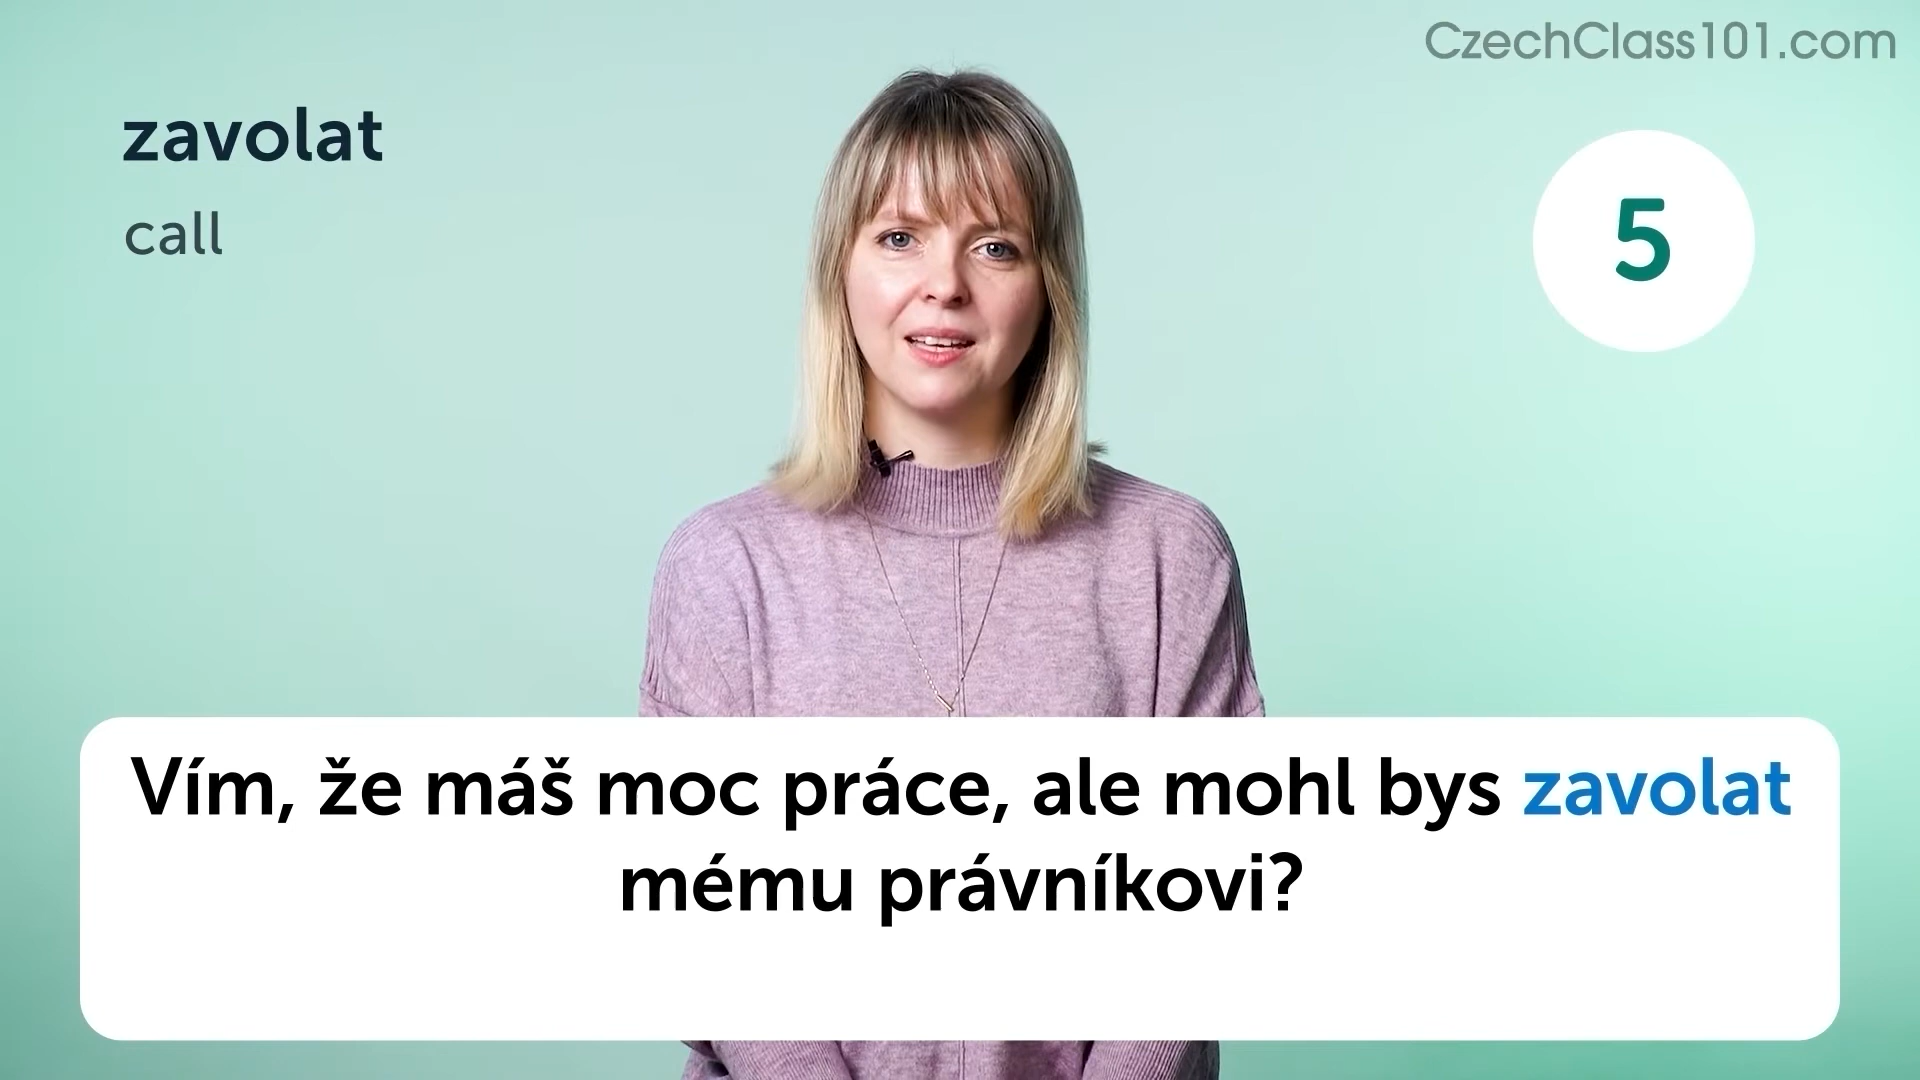 CzechClass101.com
zavolat
call
5
Vím, že máš moc práce, ale mohl bys zavolat
mému právníkovi?